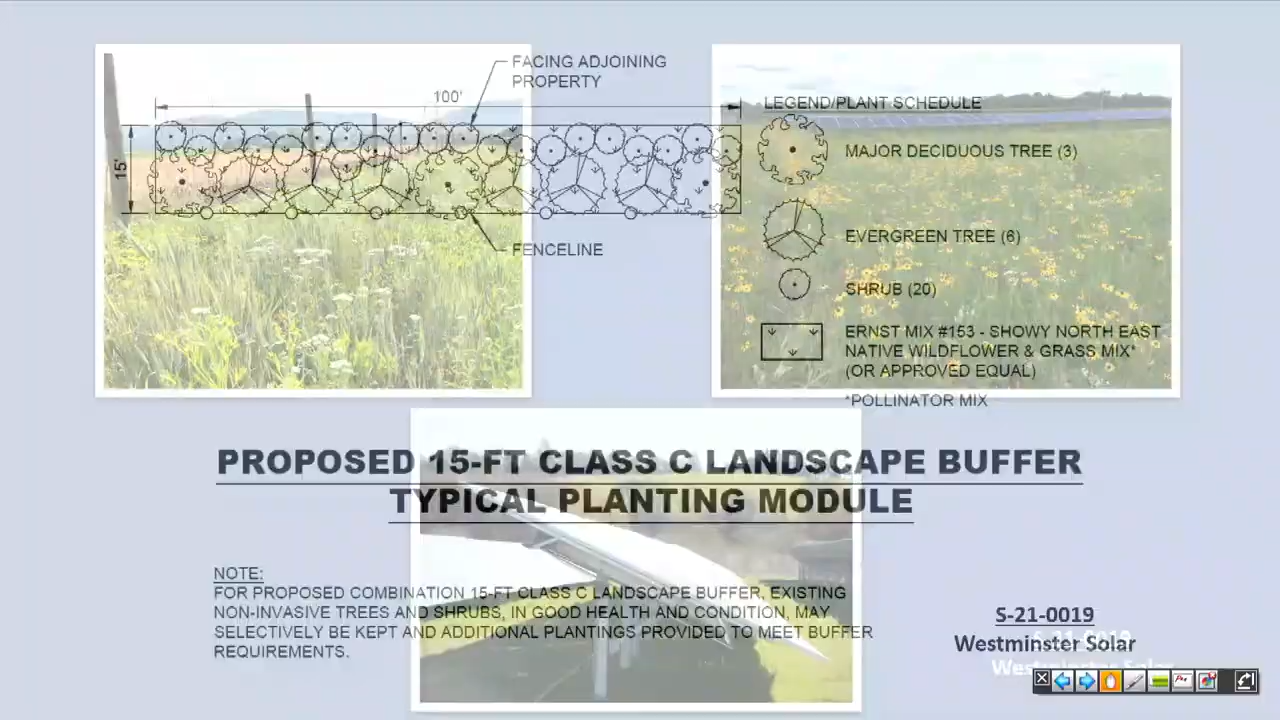 FACING ADJOINING
PROPERTY
100'
15'
FENCELINE
LEGEND/PLANT SCHEDULE
MAJOR DECIDUOUS TREE (3)
EVERGREEN TREE (6)
SHRUB (20)
ERNST MIX #153 - SHOWY NORTH EAST
NATIVE WILDFLOWER & GRASS MIX*
(OR APPROVED EQUAL)
*POLLINATOR MIX
PROPOSED 15-FT CLASS C LANDSCAPE BUFFER
TYPICAL PLANTING MODULE
NOTE:
FOR PROPOSED COMBINATION 15-FT CLASS C LANDSCAPE BUFFER, EXISTING
NON-INVASIVE TREES AND SHRUBS, IN GOOD HEALTH AND CONDITION, MAY
SELECTIVELY BE KEPT AND ADDITIONAL PLANTINGS PROVIDED TO MEET BUFFER
REQUIREMENTS.
S-21-0019
Westminster Solar
S-21-0019
Westminster Solar